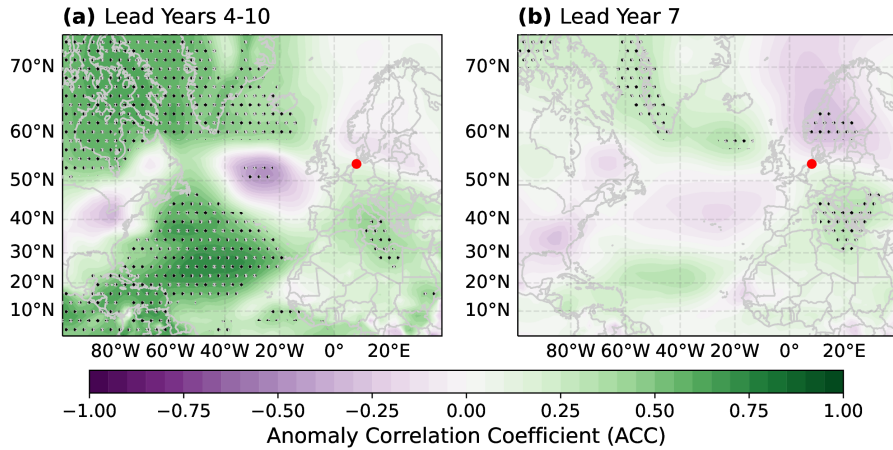 (a) Lead Years 4-10
(b) Lead Year 7
70°N
60°N
50°N
40°N
30°N
20°N
10°N
80°W 60°W 40°W 20°W 0° 20°E
70°N
60°N
50°N
40°N
30°N
20°N
10°N
80°W 60°W 40°W 20°W 0° 20°E
−1.00 −0.75 −0.50 −0.25 0.00 0.25 0.50 0.75 1.00
Anomaly Correlation Coefficient (ACC)